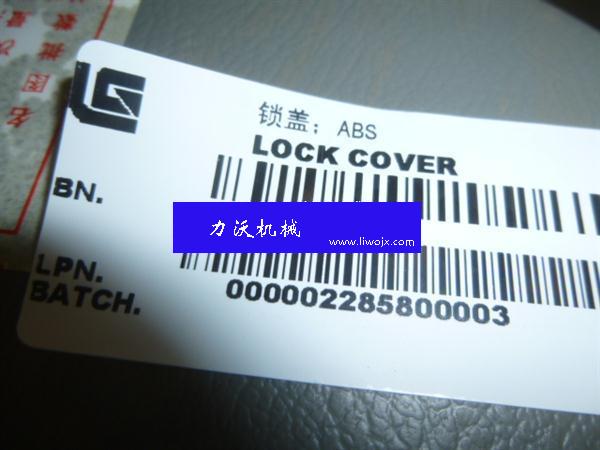 锁盖；ABS
LOCK COVER
BN.
力沃机械
www.liwojx.com
LPN.
BATCH.
000002285800003